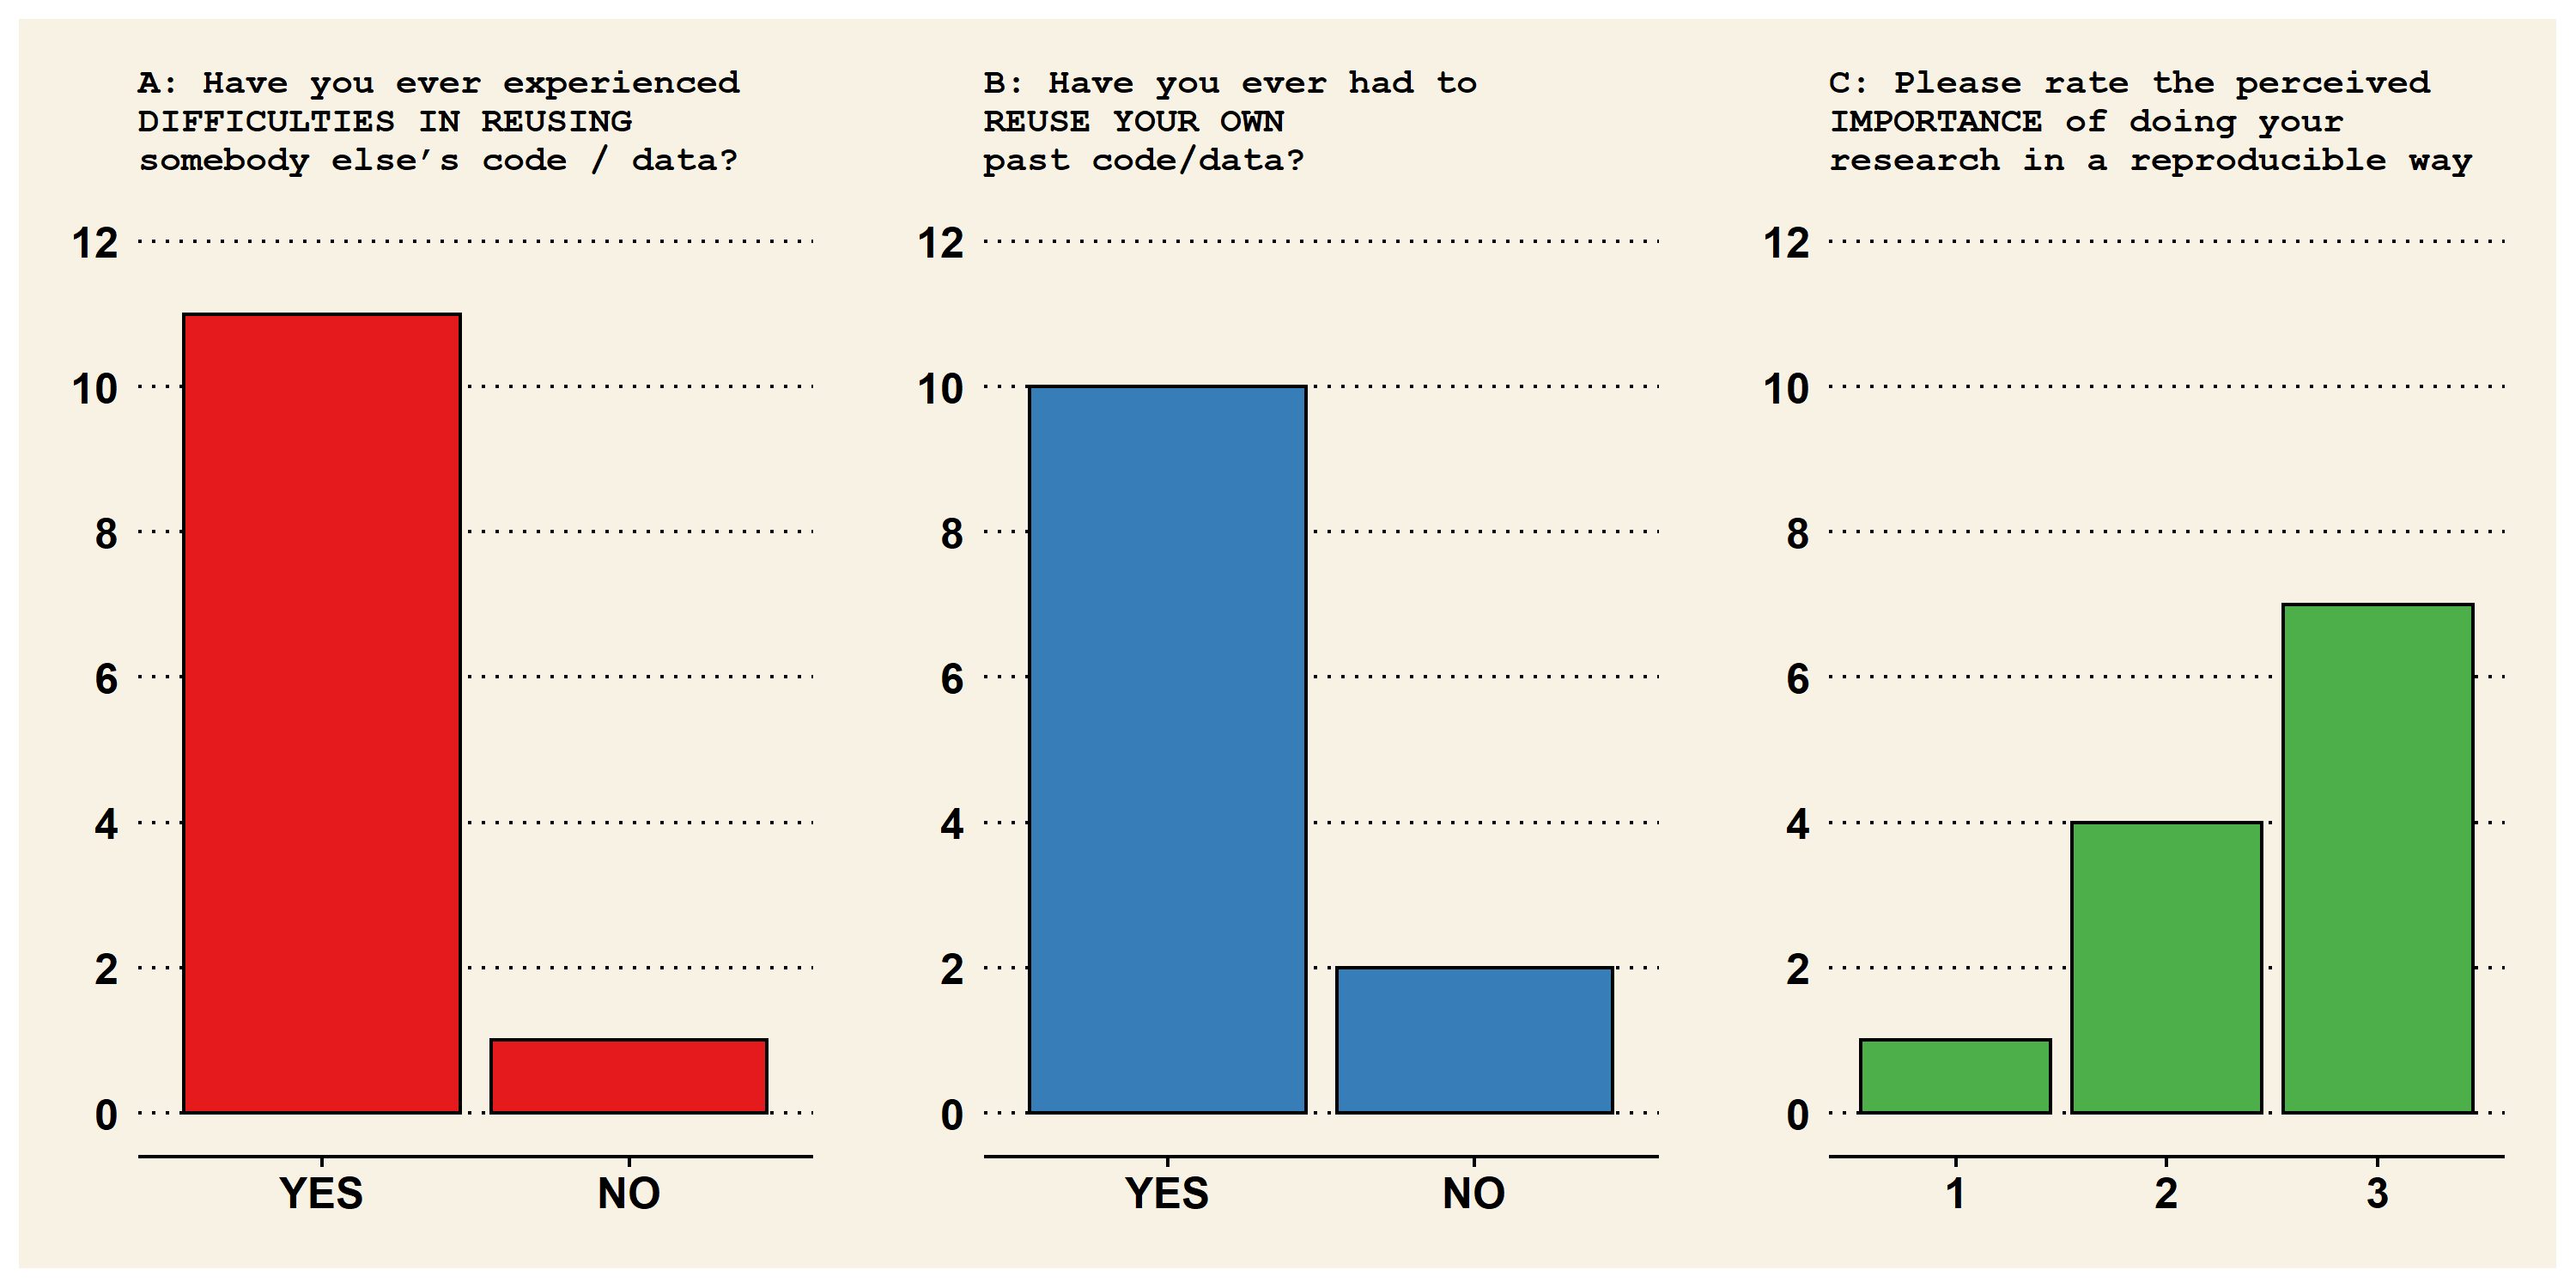 A: Have you ever experienced
DIFFICULTIES IN REUSING
somebody else’s code / data?
12
10
8
6
4
2
0
YES NO
B: Have you ever had to
REUSE YOUR OWN
past code/data?
12
10
8
6
4
2
0
YES NO
C: Please rate the perceived
IMPORTANCE of doing your
research in a reproducible way
12
10
8
6
4
2
0
1 2 3